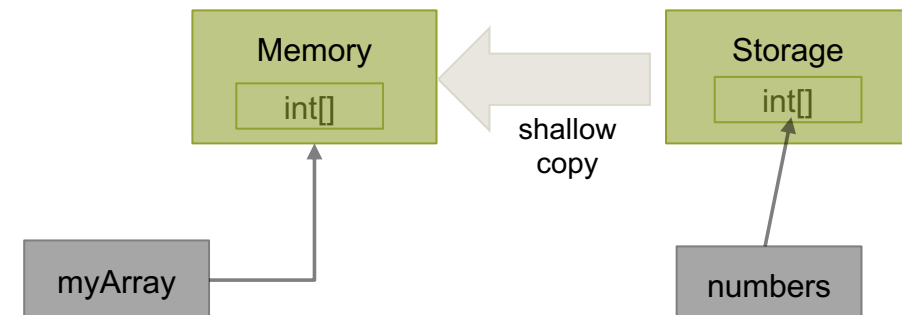 Memory
int[]
shallow
copy
Storage
int[]
myArray
numbers